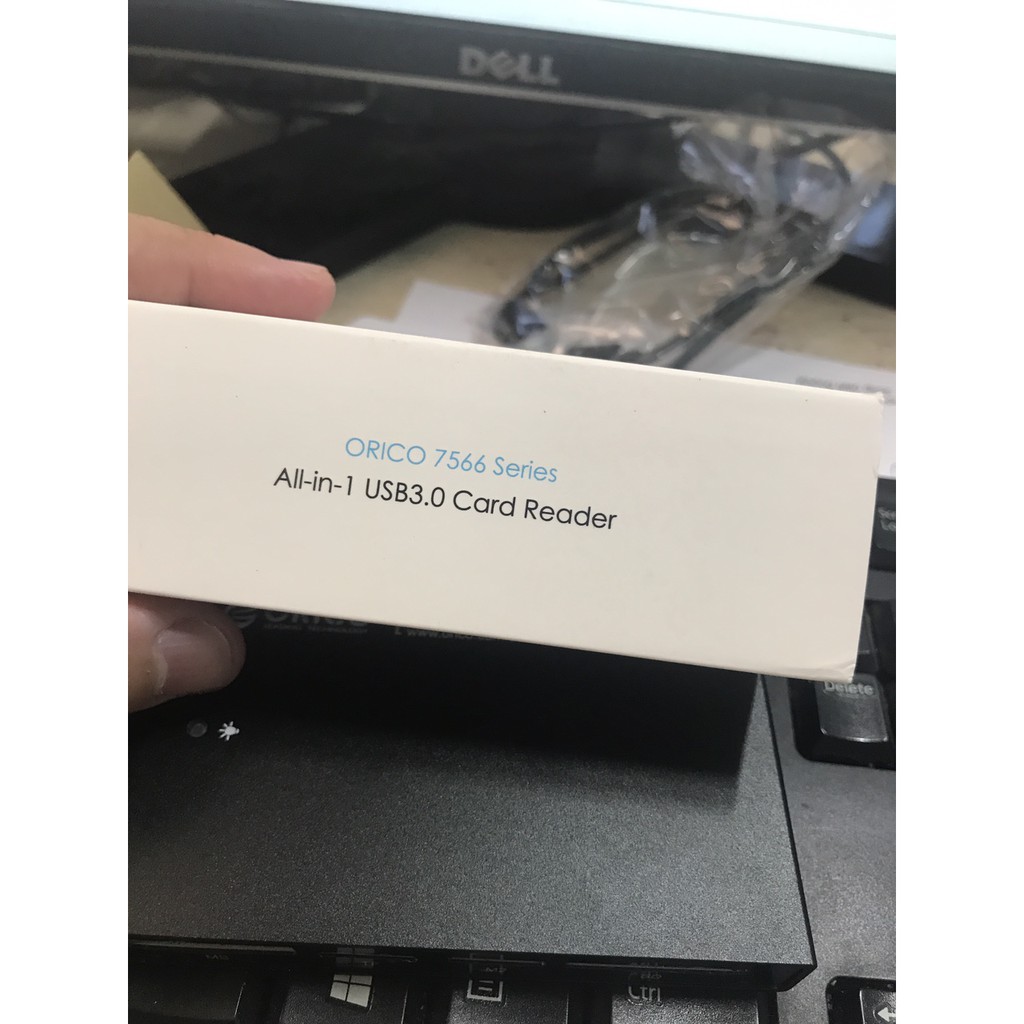 DELL
ORICO 7566 Series
All-in-1 USB3.0 Card Reader
Delete
Ctrl